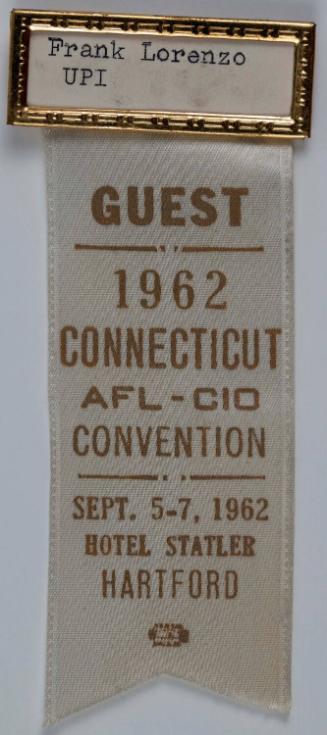 Frank Lorenzo
UPI
GUEST
1962
CONNECTICUT
AFL-CIO
CONVENTION
SEPT. 5-7, 1962
HOTEL STATLER
HARTFORD